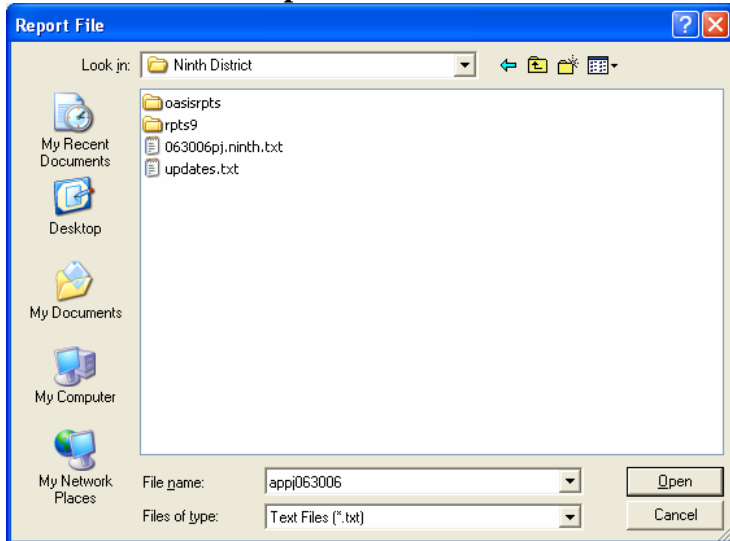 Report File
Look in:
Ninth District
oasisrpts
rpts9
063006pj.ninth.txt
updates.txt
My Recent
Documents
Desktop
My Documents
My Computer
My Network
Places
File name:
appj063006
Open
Files of type:
Text Files (*.txt)
Cancel